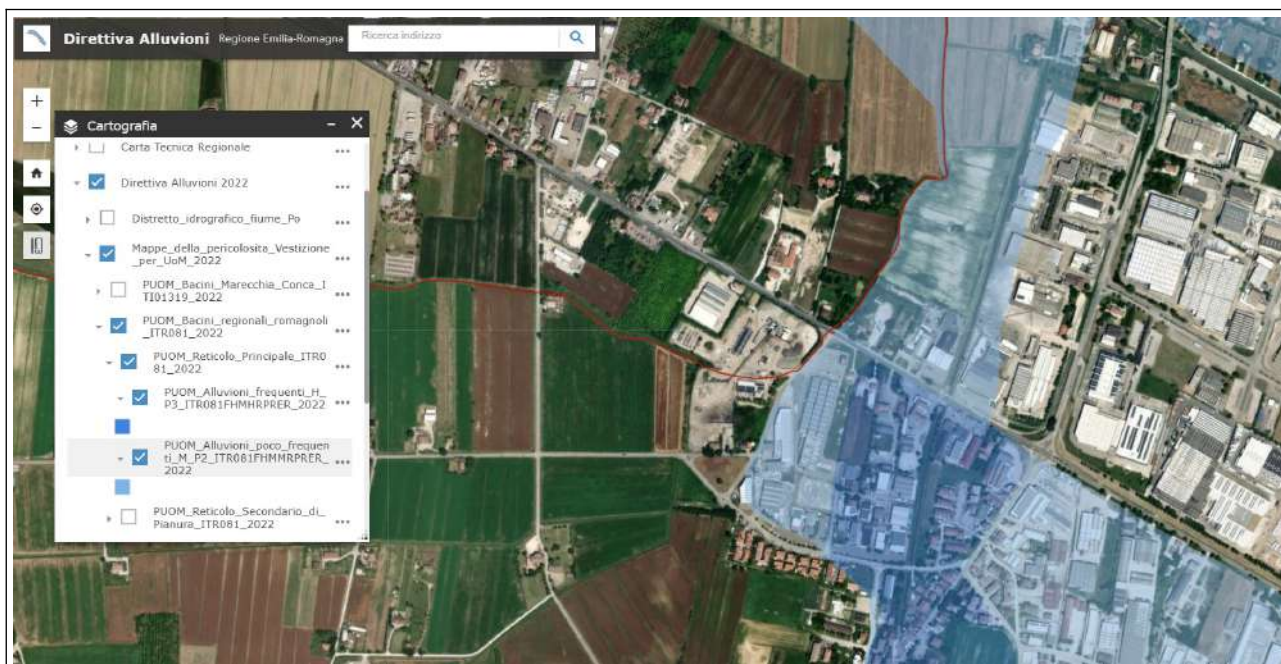 Direttiva Alluvioni Regione Emilia-Romagna Ricerca indirizzo
+
−
Cartografia − ×
Carta Tecnica Regionale ...
Direttiva Alluvioni 2022 ...
Distretto_idrografico_fiume_Po ...
Mappe_della_pericolosita_Vestizione
_per_UoM_2022 ...
PUOM_Bacini_Marecchia_Conca_I
TI01319_2022 ...
PUOM_Bacini_regionali_romagnoli
_ITR081_2022 ...
PUOM_Reticolo_Principale_ITR0
81_2022 ...
PUOM_Alluvioni_frequenti_H_
P3_ITR081FHMHRPRER_2022 ...
PUOM_Alluvioni_poco_frequen
ti_M_P2_ITR081FHMMRPRER_ ...
2022
PUOM_Reticolo_Secondario_di_
Pianura_ITR081_2022 ...